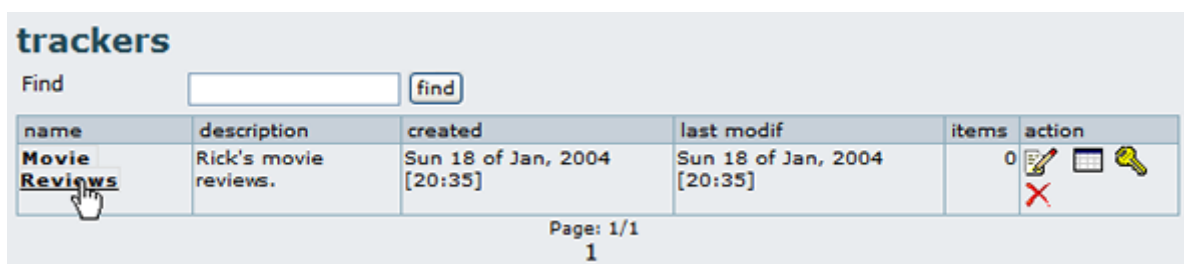 trackers
Find find
name description created last modif items action
Movie Rick's movie Sun 18 of Jan, 2004 Sun 18 of Jan, 2004 0
Reviews reviews. [20:35] [20:35]
Page: 1/1
1